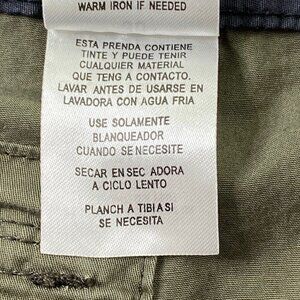 WARM IRON IF NEEDED
ESTA PRENDA CONTIENE
TINTE Y PUEDE TENIR
CUALQUIER MATERIAL
QUE TENG A CONTACTO.
LAVAR ANTES DE USARSE EN
LAVADORA CON AGUA FRIA
USE SOLAMENTE
BLANQUEADOR
CUANDO SE NECESITE
SECAR EN SEC ADORA
A CICLO LENTO
PLANCH A TIBIA SI
SE NECESITA